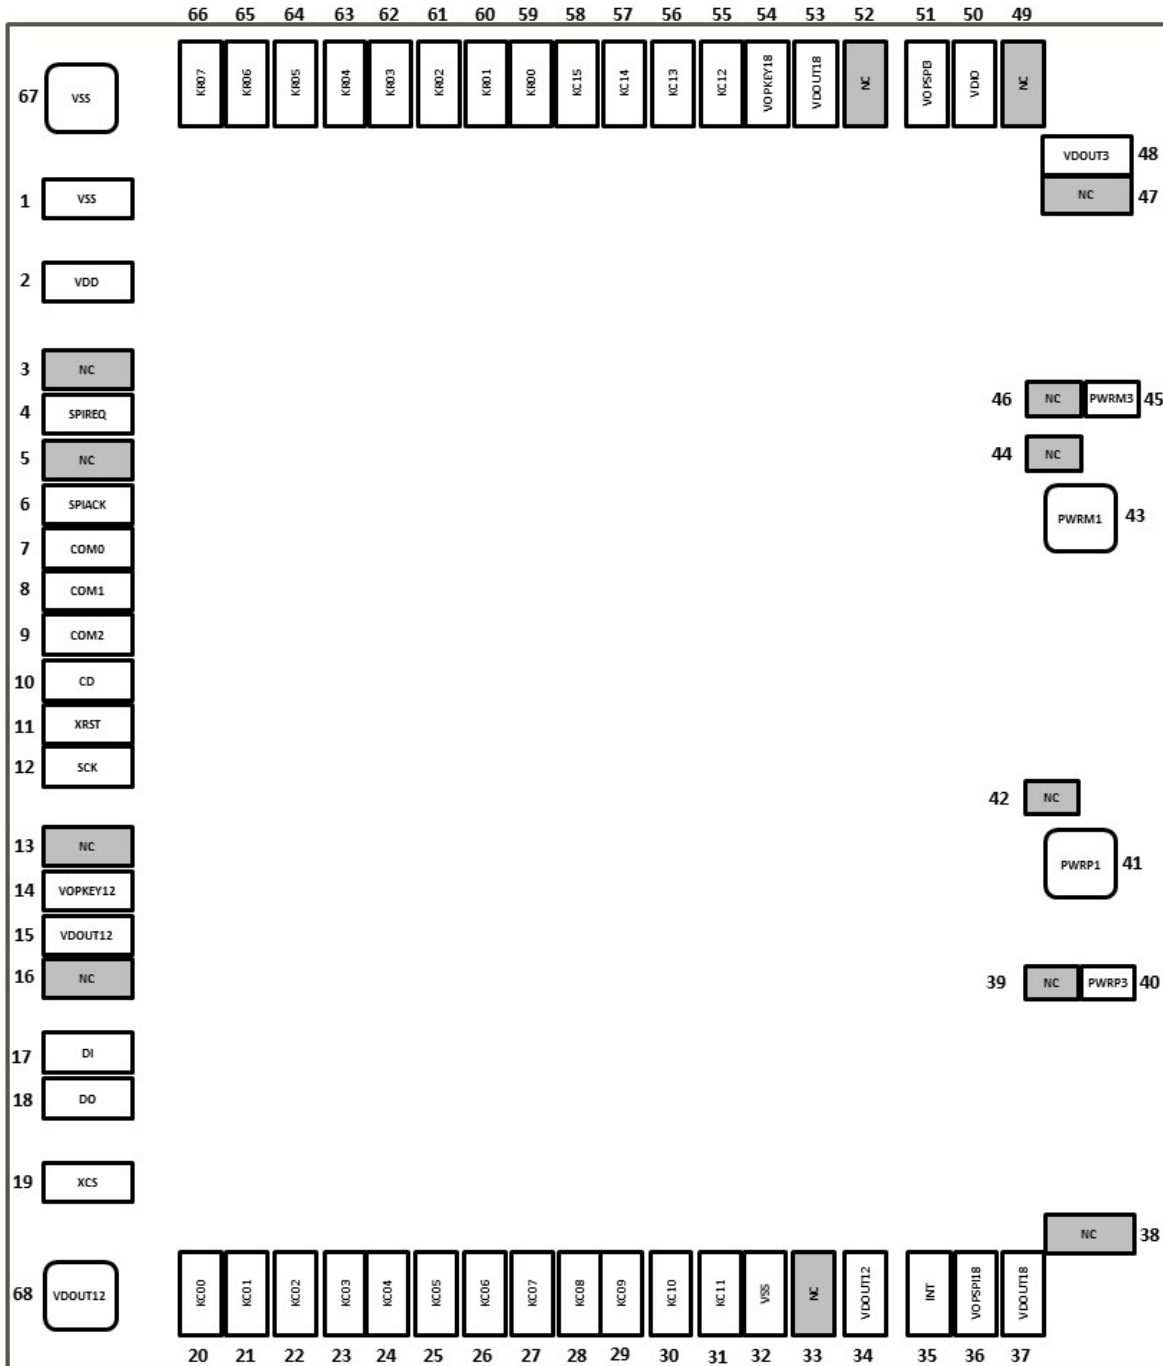 66 65 64 63 62 61 60 59 58 57 56 55 54 53 52 51 50 49
KR07 KR06 KR05 KR04 KR03 KR02 KR01 KR00 KC15 KC14 KC13 KC12 VOPKEY18 VDOUT18 NC VOPSPI3 VDIO NC
67 VSS
VDOUT3 48
NC 47
1 VSS
2 VDD
3 NC
46 NC PWRM3 45
4 SPIREQ
44 NC
5 NC
6 SPIACK
PWRM1 43
7 COM0
8 COM1
9 COM2
10 CD
11 XRST
12 SCK
42 NC
13 NC
PWRP1 41
14 VOPKEY12
15 VDOUT12
16 NC
39 NC PWRP3 40
17 DI
18 DO
19 XCS
NC 38
68 VDOUT12
KC00 KC01 KC02 KC03 KC04 KC05 KC06 KC07 KC08 KC09 KC10 KC11 VSS NC VDOUT12 INT VOPSPI18 VDOUT18
20 21 22 23 24 25 26 27 28 29 30 31 32 33 34 35 36 37